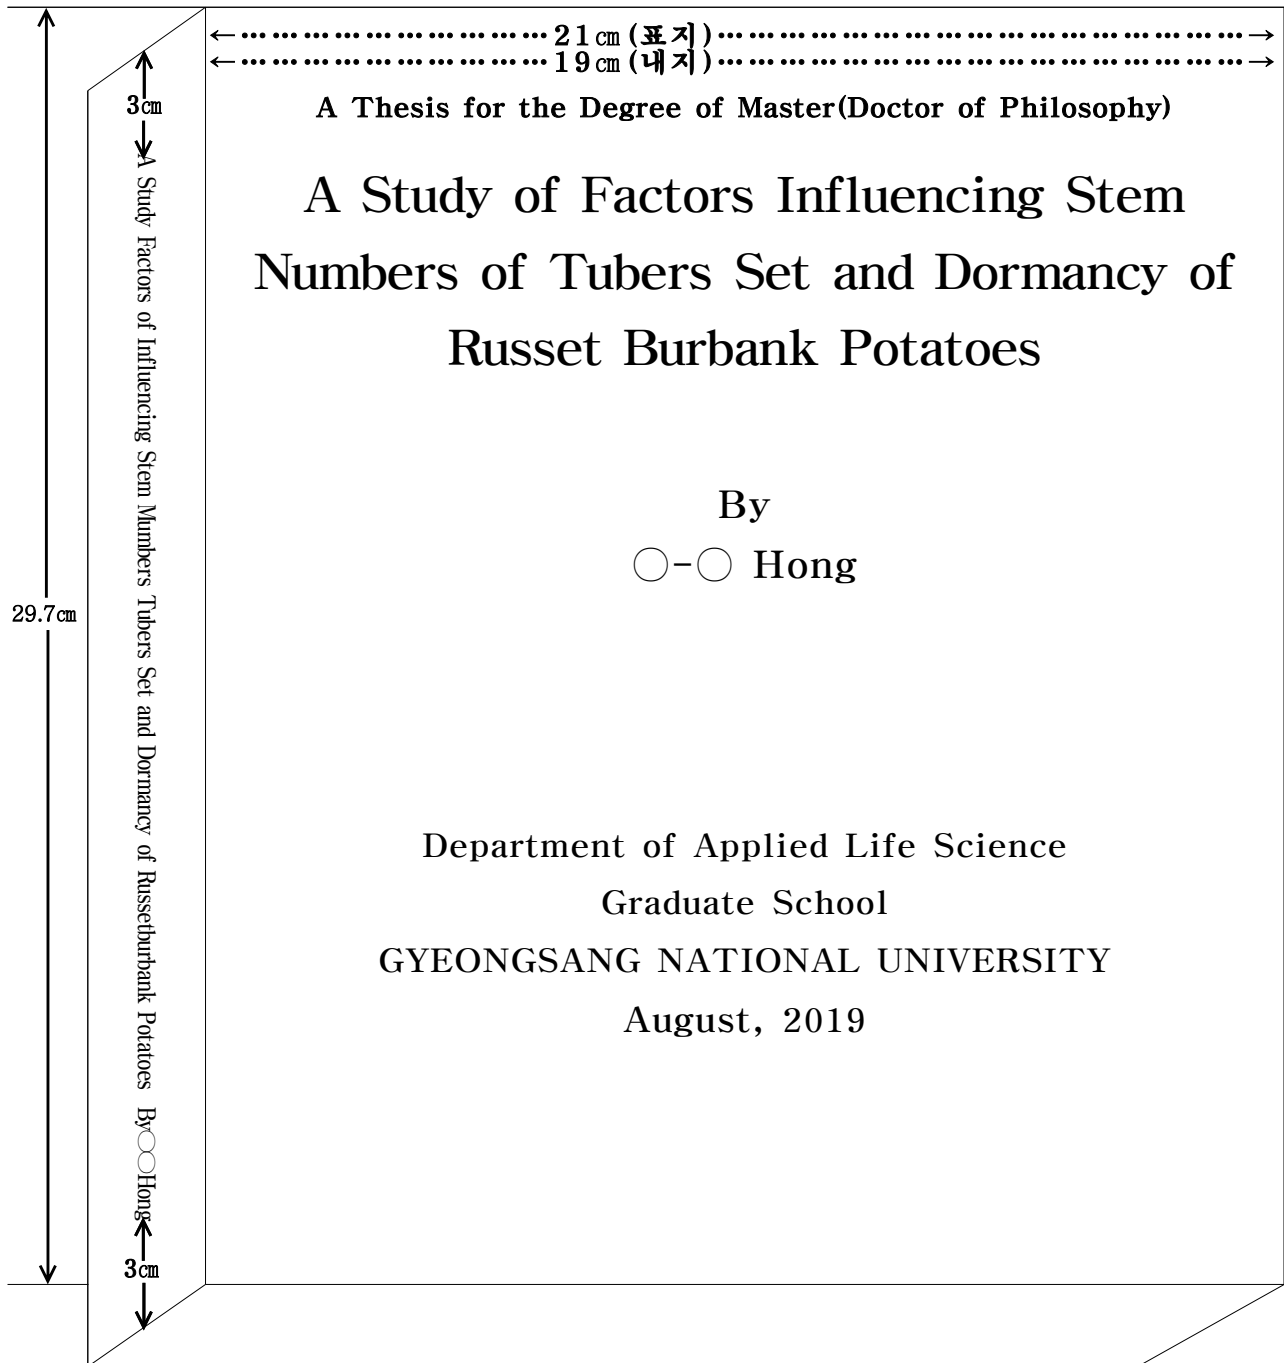 ←… … … … … … … … … …21㎝(표지)… … … … … … … … … … … … … … … … …→
←… … … … … … … … … …19㎝(내지)… … … … … … … … … … … … … … … … …→
3㎝
A Thesis for the Degree of Master(Doctor of Philosophy)
A Study of Factors Influencing Stem
Numbers of Tubers Set and Dormancy of
Russet Burbank Potatoes
By
○-○ Hong
29.7㎝
A Study Factors of Influencing Stem Mumbers Tubers Set and Dormancy of Russetburbank Potatoes By○○Hong
Department of Applied Life Science
Graduate School
GYEONGSANG NATIONAL UNIVERSITY
August, 2019
3㎝